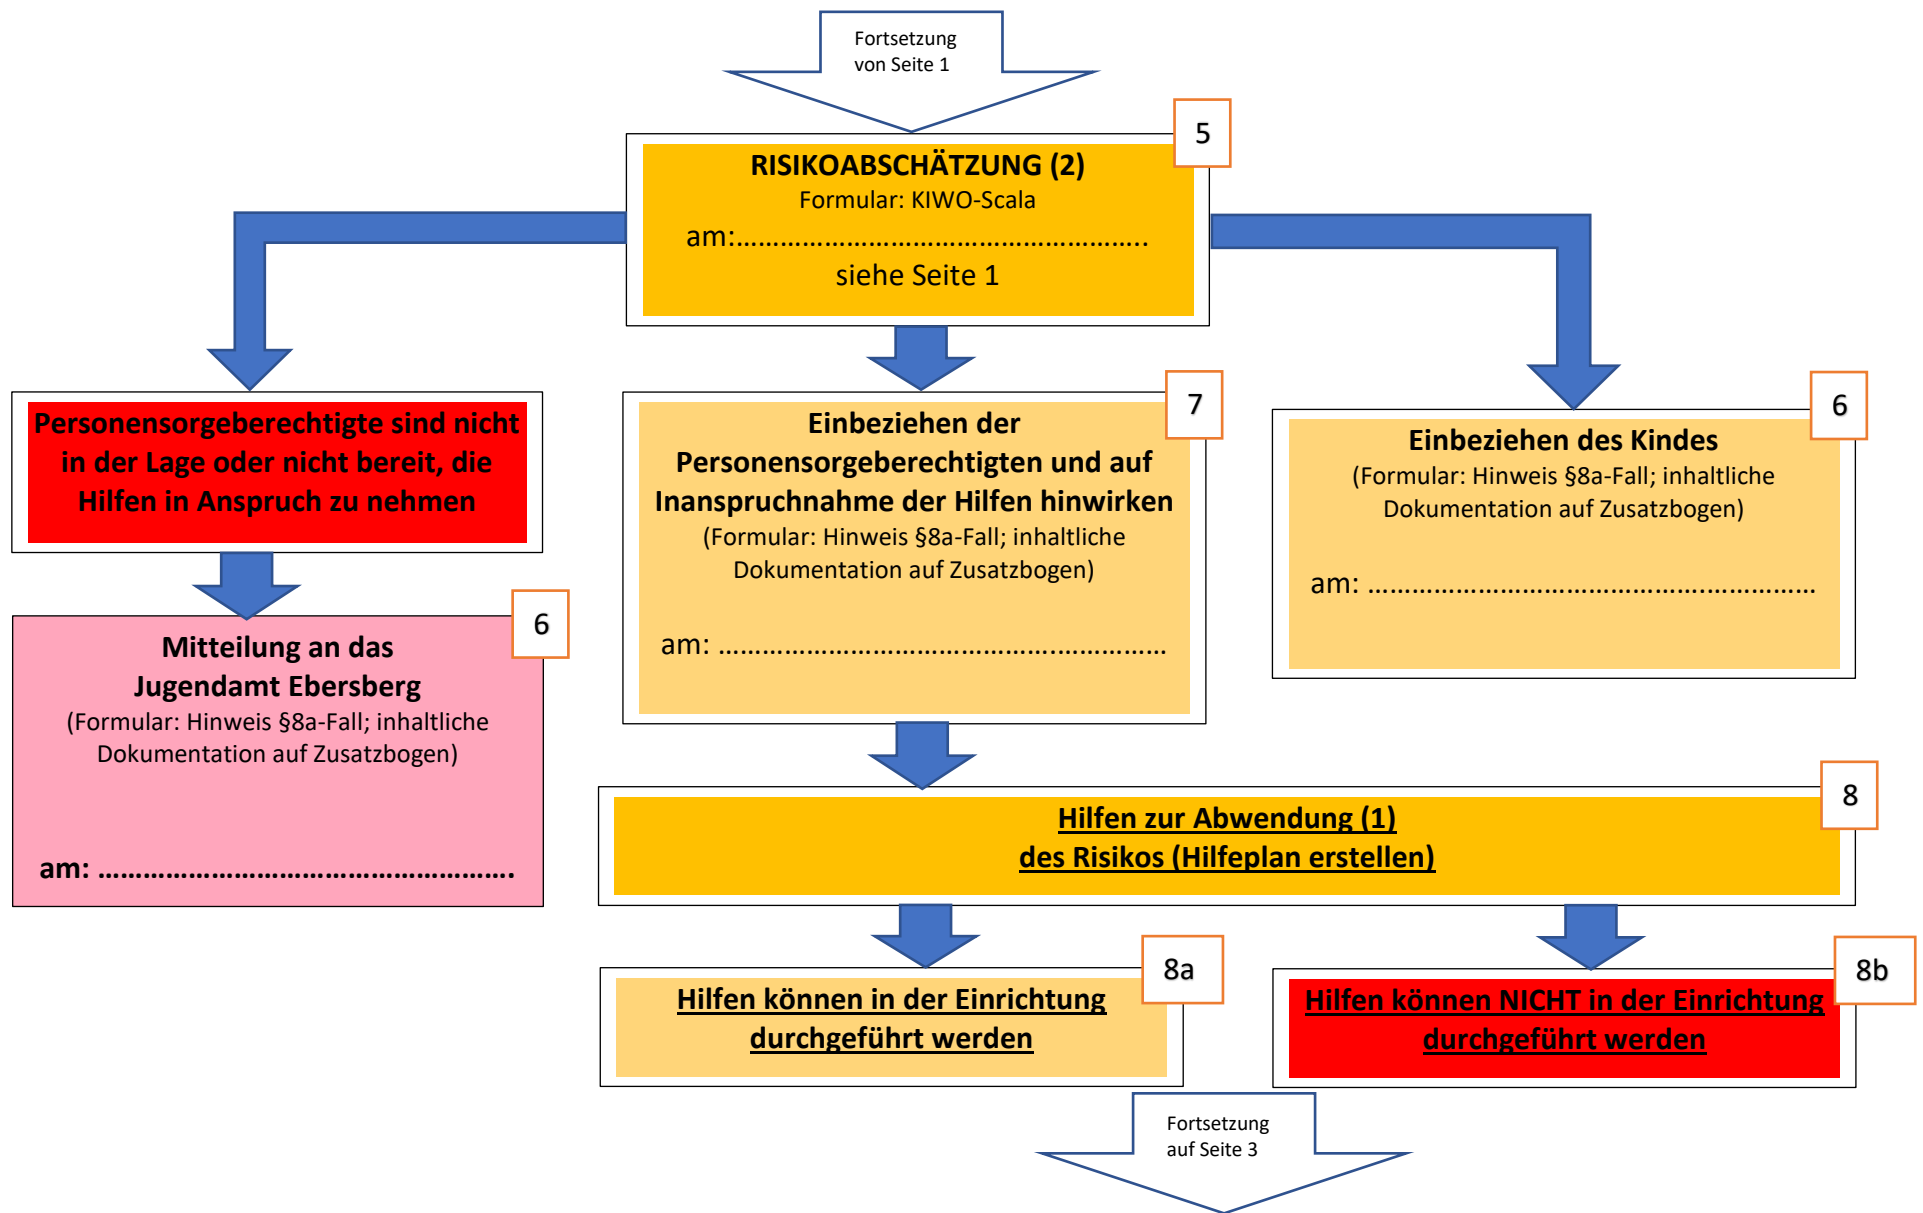 Fortsetzung
von Seite 1
5
RISIKOABSCHÄTZUNG (2)
Formular: KIWO-Scala
am:……………………………………………..
siehe Seite 1
Personensorgeberechtigte sind nicht
in der Lage oder nicht bereit, die
Hilfen in Anspruch zu nehmen
7
Einbeziehen der
Personensorgeberechtigten und auf
Inanspruchnahme der Hilfen hinwirken
(Formular: Hinweis §8a-Fall; inhaltliche
Dokumentation auf Zusatzbogen)
am: …………………………………….……………
6
Einbeziehen des Kindes
(Formular: Hinweis §8a-Fall; inhaltliche
Dokumentation auf Zusatzbogen)
am: …………………………………….……………
6
Mitteilung an das
Jugendamt Ebersberg
(Formular: Hinweis §8a-Fall; inhaltliche
Dokumentation auf Zusatzbogen)
am: …………………………………………….
8
Hilfen zur Abwendung (1)
des Risikos (Hilfeplan erstellen)
8a
Hilfen können in der Einrichtung
durchgeführt werden
8b
Hilfen können NICHT in der Einrichtung
durchgeführt werden
Fortsetzung
auf Seite 3